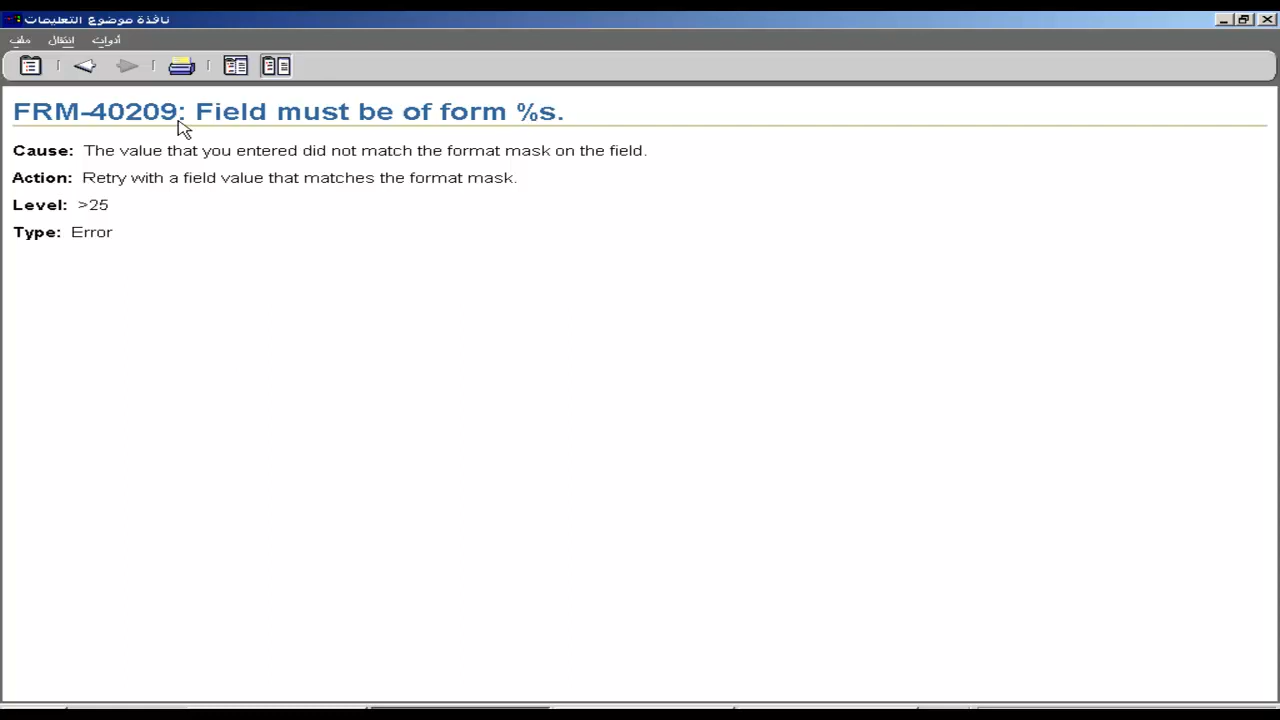 نافذة موضوع التعليمات
ملف انتقال أدوات
FRM-40209: Field must be of form %s.
Cause: The value that you entered did not match the format mask on the field.
Action: Retry with a field value that matches the format mask.
Level: >25
Type: Error